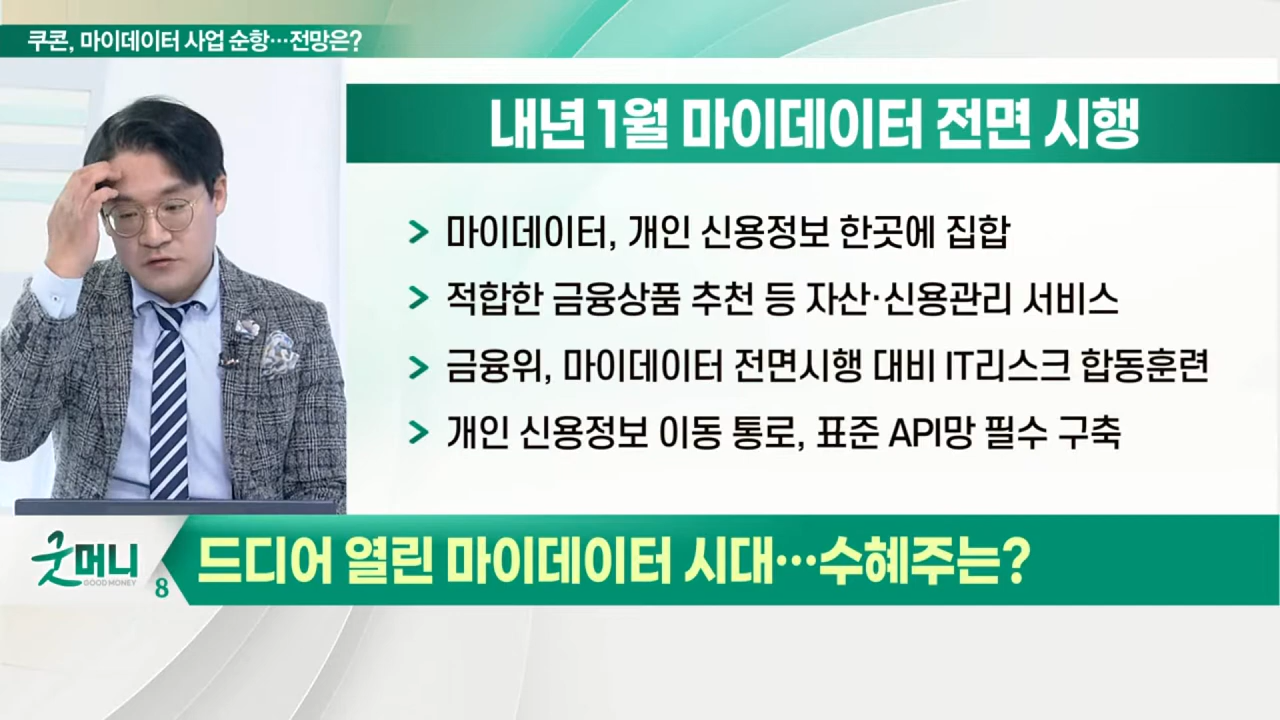 쿠콘, 마이데이터 사업 순항…전망은?
내년 1월 마이데이터 전면 시행
> 마이데이터, 개인 신용정보 한곳에 집합
> 적합한 금융상품 추천 등 자산·신용관리 서비스
> 금융위, 마이데이터 전면시행 대비 IT리스크 합동훈련
> 개인 신용정보 이동 통로, 표준 API망 필수 구축
굿머니
GOOD MONEY
8
드디어 열린 마이데이터 시대…수혜주는?